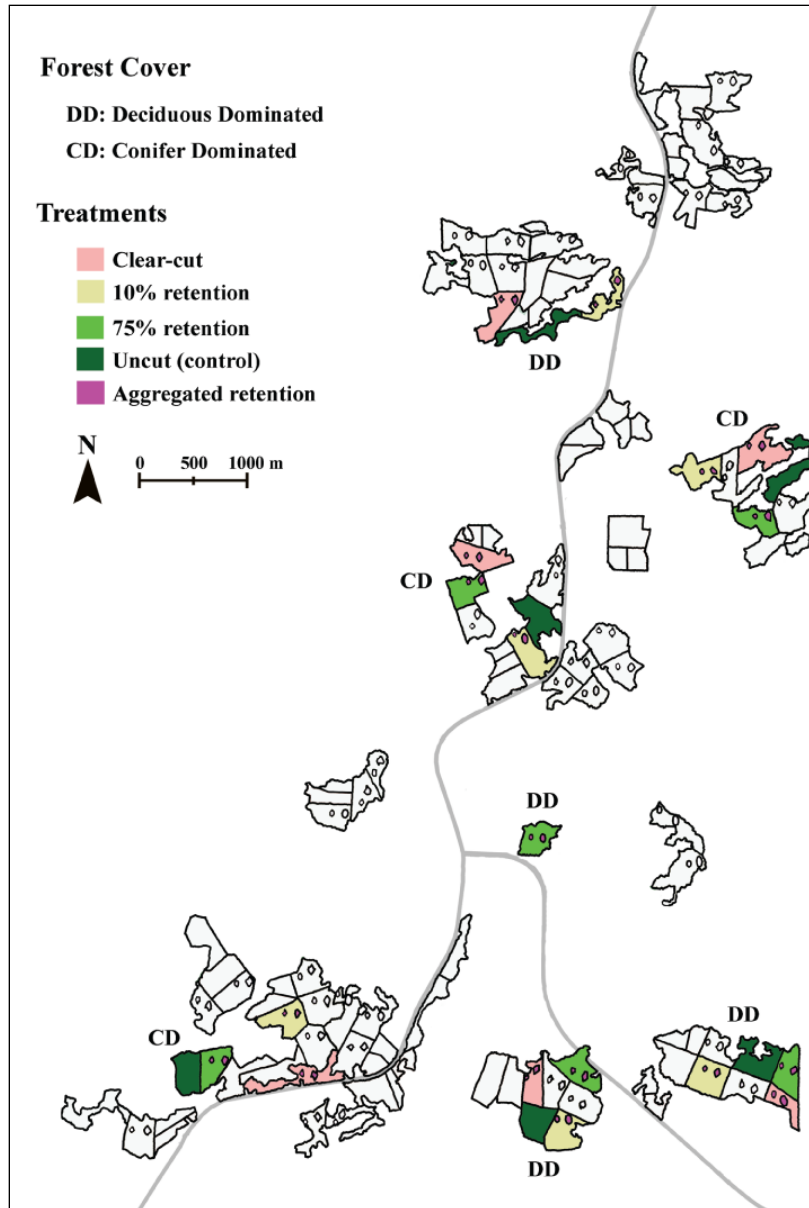 Forest Cover
DD: Deciduous Dominated
CD: Conifer Dominated
Treatments
Clear-cut
10% retention
75% retention
Uncut (control)
Aggregated retention
N
0 500 1000 m
DD
CD
CD
DD
CD
DD
DD